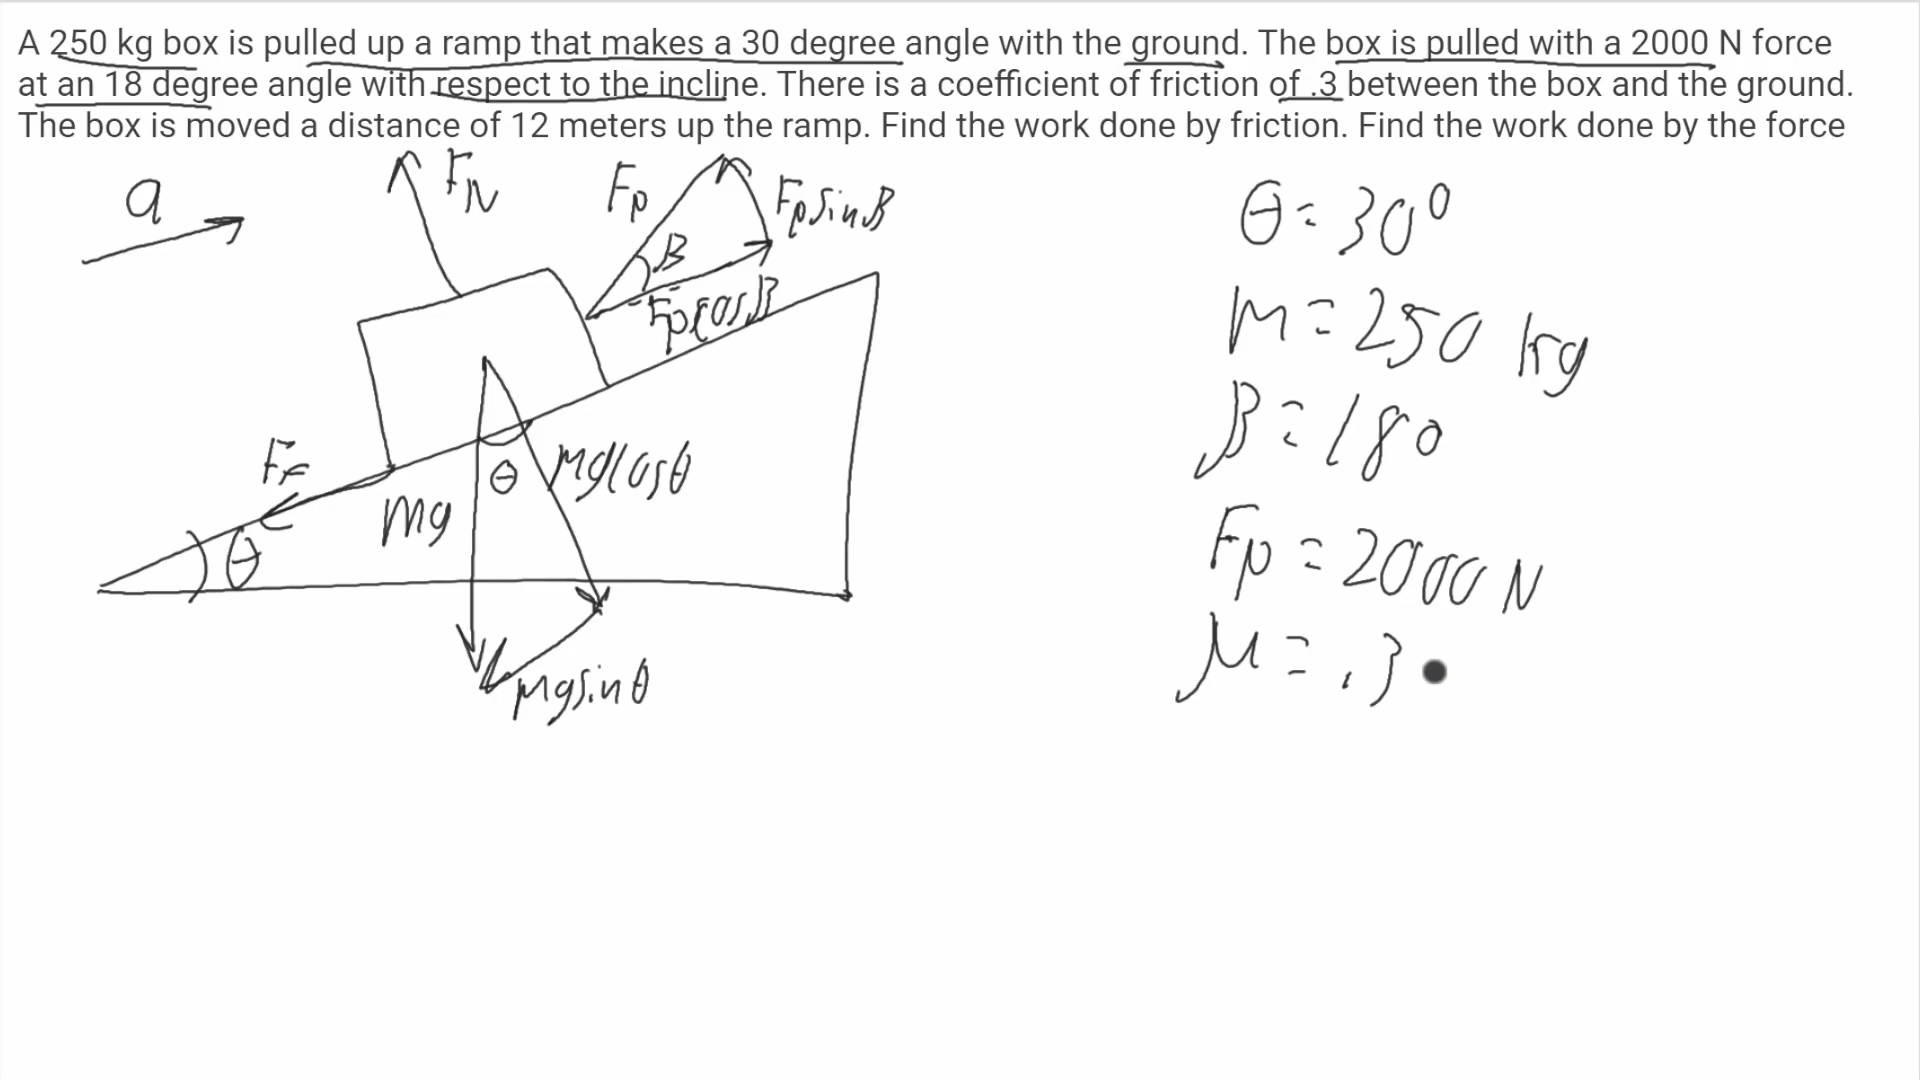 A 250 kg box is pulled up a ramp that makes a 30 degree angle with the ground. The box is pulled with a 2000 N force
at an 18 degree angle with respect to the incline. There is a coefficient of friction of .3 between the box and the ground.
The box is moved a distance of 12 meters up the ramp. Find the work done by friction. Find the work done by the force
a
FN
Fp
Fpsinβ
β
Fpcosβ
θ=30°
m=250 kg
β=18°
Fp=2000 N
μ=.3
Ff
mg
θ
mgcosθ
θ
mgsinθ